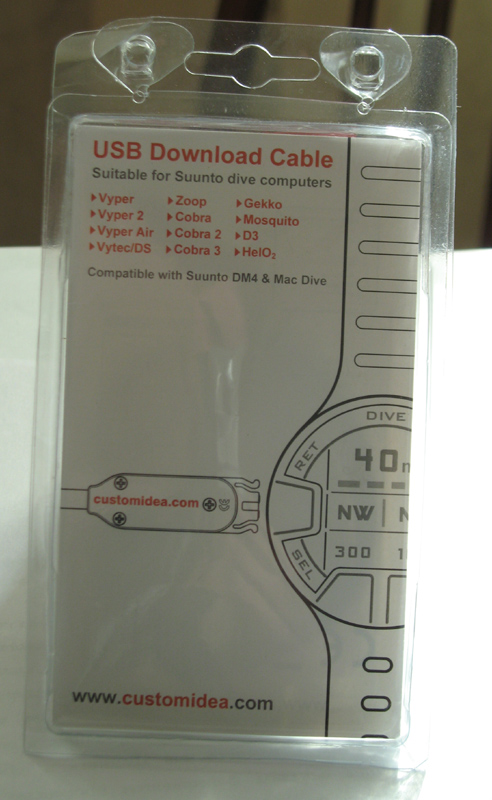 USB Download Cable
Suitable for Suunto dive computers
Vyper Zoop Gekko
Vyper 2 Cobra Mosquito
Vyper Air Cobra 2 D3
Vytec/DS Cobra 3 HelO₂
Compatible with Suunto DM4 & Mac Dive
DIVE
RET
40
customidea.com
NW
300
SEL
www.customidea.com